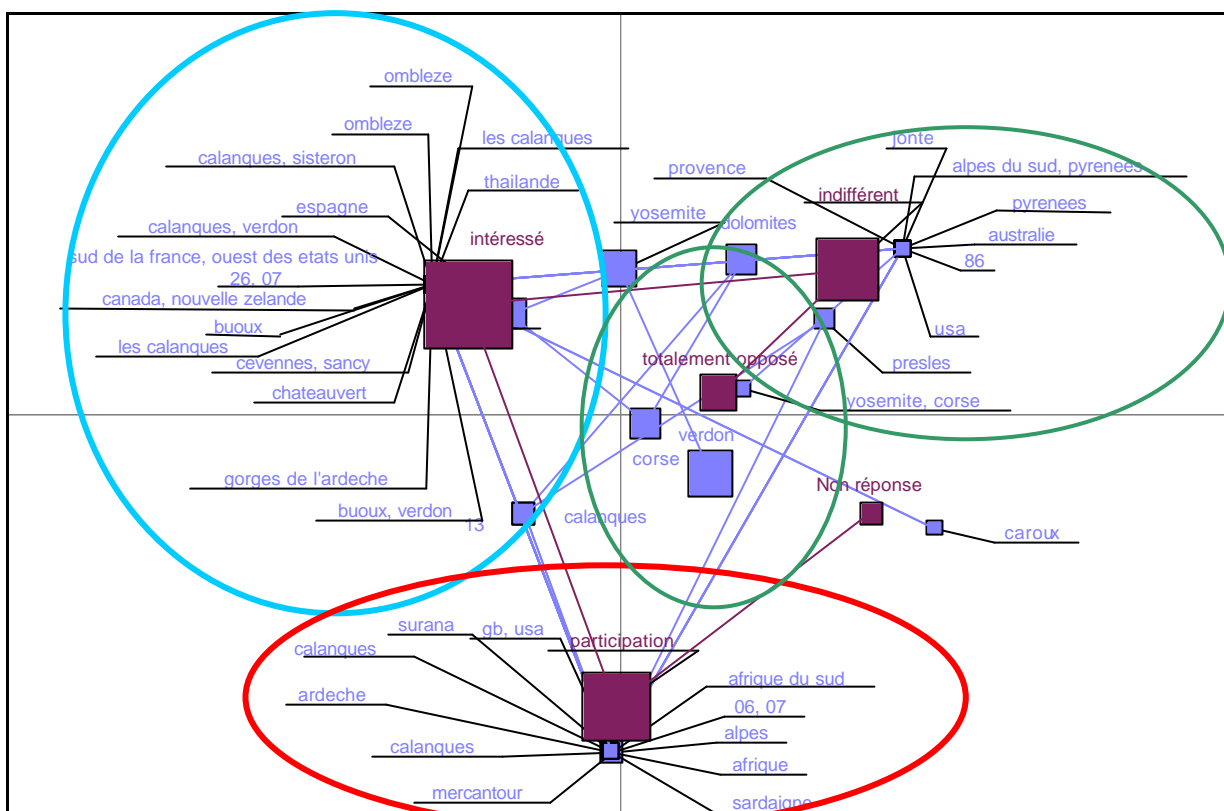 ombleze
ombleze
les calanques
calanques, sisteron
thailande
espagne
calanques, verdon
intéressé
sud de la france, ouest des etats unis
26, 07
canada, nouvelle zelande
buoux
les calanques
cevennes, sancy
chateauvert
gorges de l'ardeche
buoux, verdon
13
jonte
provence
alpes du sud, pyrenees
indifférent
pyrenees
yosemite
dolomites
australie
86
usa
totalement opposé
presles
yosemite, corse
verdon
corse
calanques
Non réponse
caroux
surana
gb, usa
participation
calanques
ardeche
afrique du sud
06, 07
alpes
calanques
afrique
mercantour
sardaigne